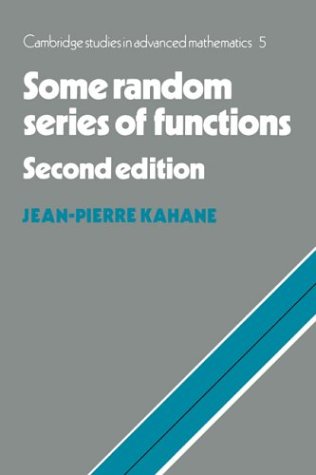 Cambridge studies in advanced mathematics 5
Some random
series of functions
Second edition
JEAN-PIERRE KAHANE